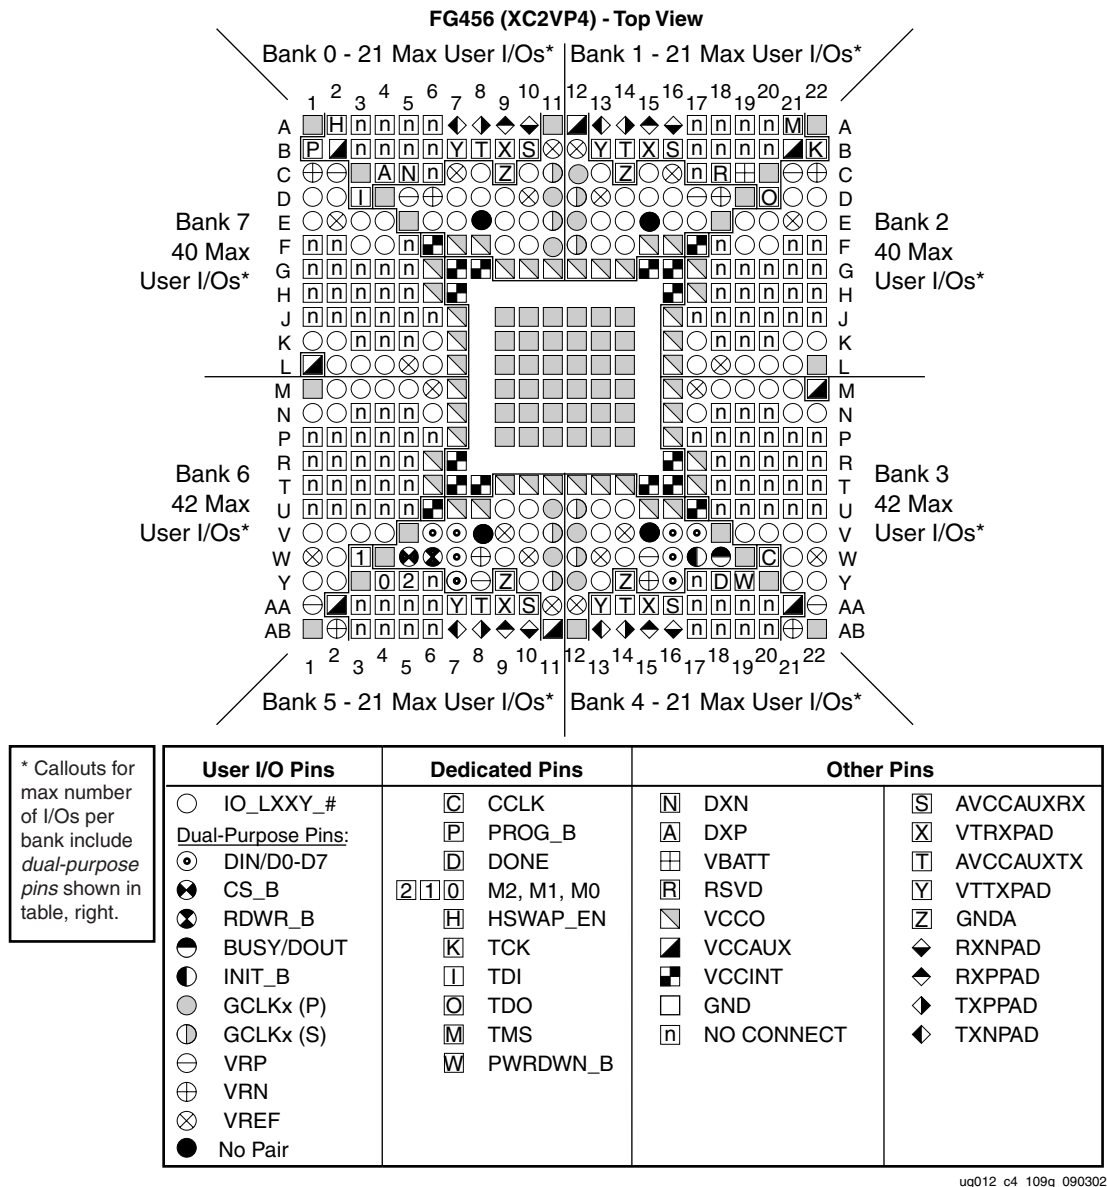 FG456 (XC2VP4) - Top View
Bank 0 - 21 Max User I/Os* Bank 1 - 21 Max User I/Os*
1 2 3 4 5 6 7 8 9 10 11 12 13 14 15 16 17 18 19 20 21 22
A H n n n n n n n n M A
B P n n n n Y T X S Y T X S n n n n K B
C A N n Z Z n R C
D I O D
E E
F n n n n n n F
G n n n n n n n n n n G
H n n n n n n n n n n H
J n n n n n n n n n n n n J
K n n n n n n K
L L
M M
N n n n n n n N
P n n n n n n n n n n n n P
R n n n n n n n n n n R
T n n n n n n n n n n T
U n n n n n n n n n n U
V V
W 1 C W
Y 0 2 n Z Z n D W Y
AA n n n n Y T X S Y T X S n n n n AA
AB n n n n n n n n AB
1 2 3 4 5 6 7 8 9 10 11 12 13 14 15 16 17 18 19 20 21 22
Bank 7
40 Max
User I/Os*
Bank 2
40 Max
User I/Os*
Bank 6
42 Max
User I/Os*
Bank 3
42 Max
User I/Os*
Bank 5 - 21 Max User I/Os* Bank 4 - 21 Max User I/Os*
* Callouts for
max number
of I/Os per
bank include
dual-purpose
pins shown in
table, right.
User I/O Pins
IO_LXXY_#
Dual-Purpose Pins:
DIN/D0-D7
CS_B
RDWR_B
BUSY/DOUT
INIT_B
GCLKx (P)
GCLKx (S)
VRP
VRN
VREF
No Pair
Dedicated Pins
C CCLK
P PROG_B
D DONE
2 1 0 M2, M1, M0
H HSWAP_EN
K TCK
I TDI
O TDO
M TMS
W PWRDWN_B
Other Pins
N DXN
A DXP
VBATT
R RSVD
VCCO
VCCAUX
VCCINT
GND
n NO CONNECT
S AVCCAUXRX
X VTRXPAD
T AVCCAUXTX
Y VTTXPAD
Z GNDA
RXNPAD
RXPPAD
TXPPAD
TXNPAD
ug012_c4_109g_090302